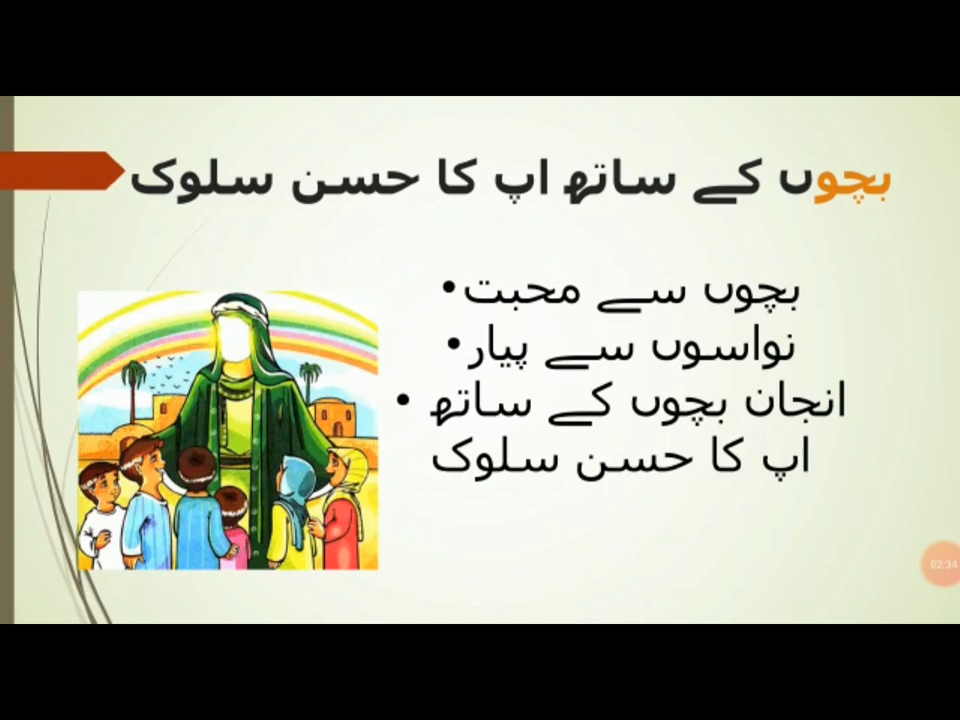 بچوں کے ساتھ اپ کا حسن سلوک
•بچوں سے محبت
•نواسوں سے پیار
• انجان بچوں کے ساتھ
اپ کا حسن سلوک
02:34